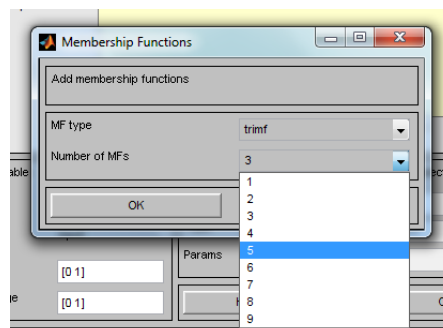 Membership Functions
Add membership functions
MF type
trimf
Number of MFs
3
able
1
2
3
OK
4
5
Params
6
[0 1]
7
8
[0 1]
9